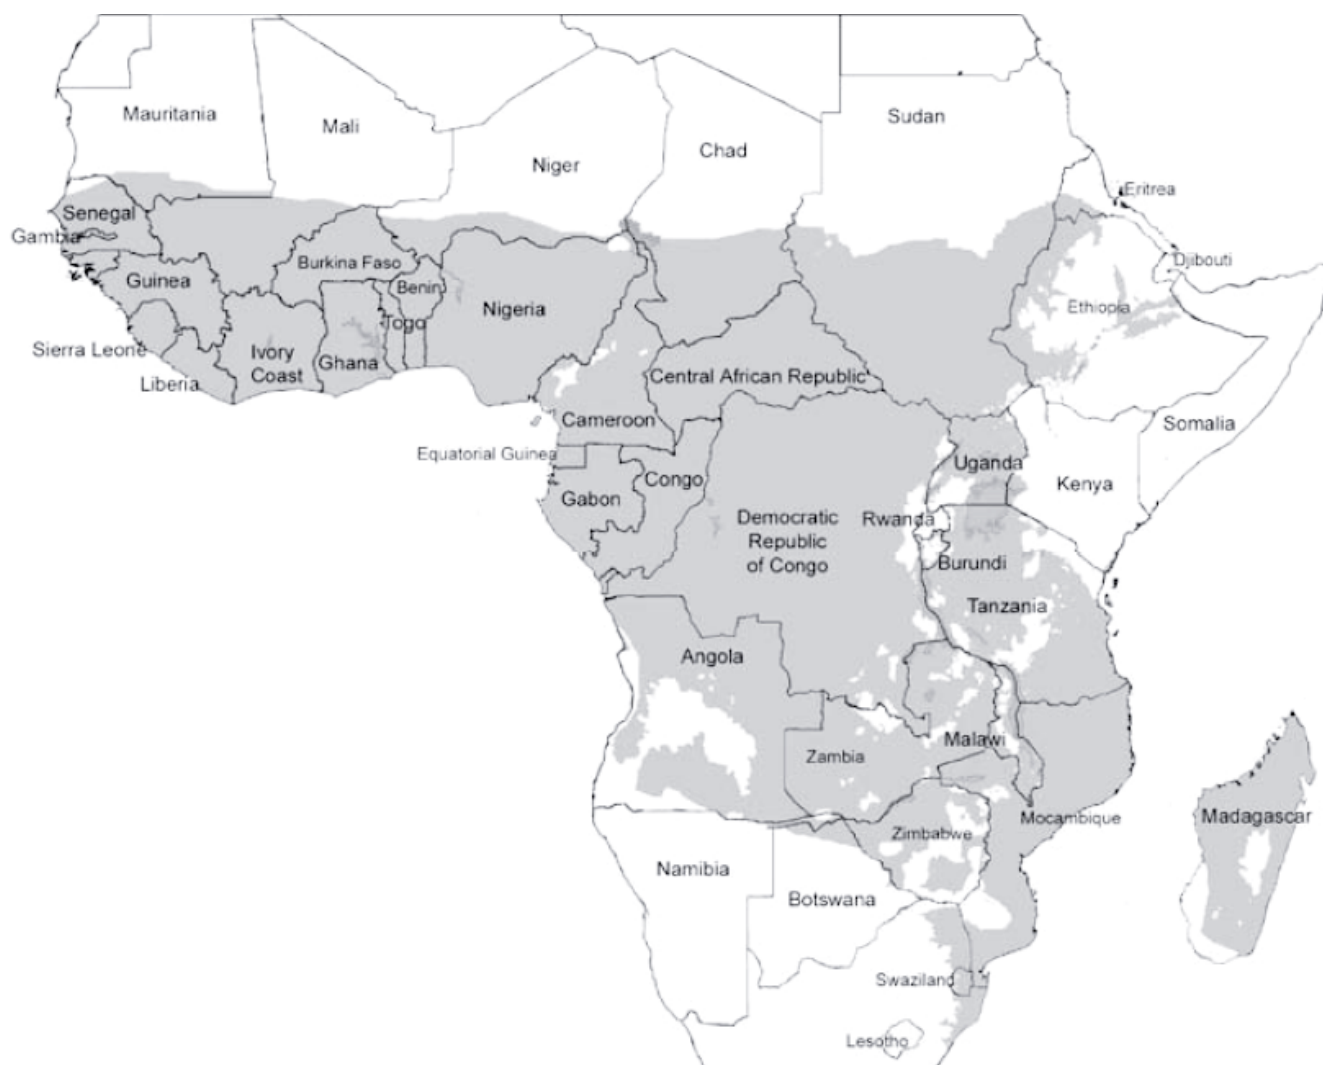 Mauritania
Mali
Niger
Chad
Sudan
Eritrea
Senegal
Gambia
Djibouti
Burkina Faso
Guinea
Benin
Nigeria
Ethiopia
Togo
Sierra Leone
Ivory
Coast
Ghana
Liberia
Central African Republic
Cameroon
Somalia
Equatorial Guinea
Uganda
Congo
Kenya
Gabon
Democratic
Republic
of Congo
Rwanda
Burundi
Tanzania
Angola
Malawi
Zambia
Mocambique
Madagascar
Zimbabwe
Namibia
Botswana
Swaziland
Lesotho